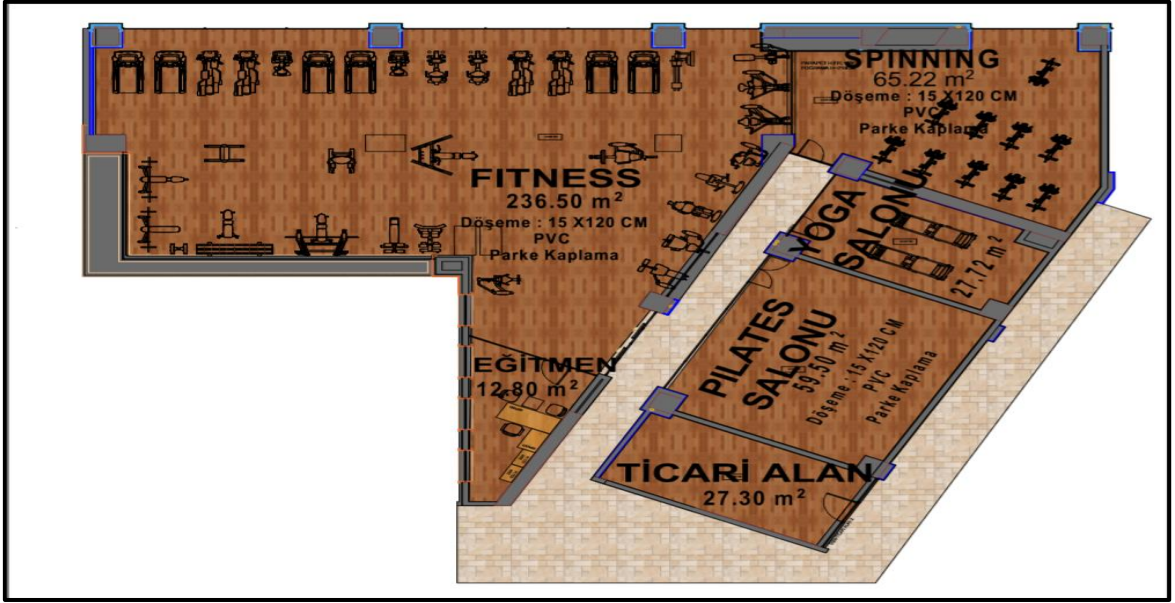 SPINNING
65.22 m²
Döşeme : 15 X120 CM
PVC
Parke Kaplama
FITNESS
236.50 m²
Döşeme : 15 X120 CM
PVC
Parke Kaplama
YOGA
SALONU
27.72 m²
PILATES
SALONU
59.50 m²
Döşeme : 15 X120 CM
PVC
Parke Kaplama
EĞİTMEN
12.80 m²
TİCARİ ALAN
27.30 m²